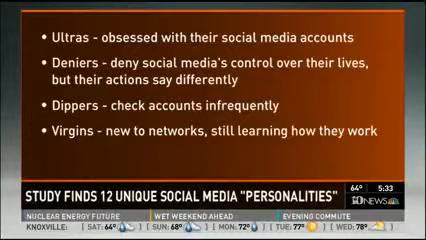 • Ultras - obsessed with their social media accounts
• Deniers - deny social media's control over their lives,
but their actions say differently
• Dippers - check accounts infrequently
• Virgins - new to networks, still learning how they work
STUDY FINDS 12 UNIQUE SOCIAL MEDIA "PERSONALITIES"
64° 5:33
10NEWS
NUCLEAR ENERGY FUTURE WET WEEKEND AHEAD EVENING COMMUTE
KNOXVILLE: [ SAT: 64° ] [ SUN: 68° ] [ MON: 72° ] [ TUE: 77° ] [ WED: 78° ]